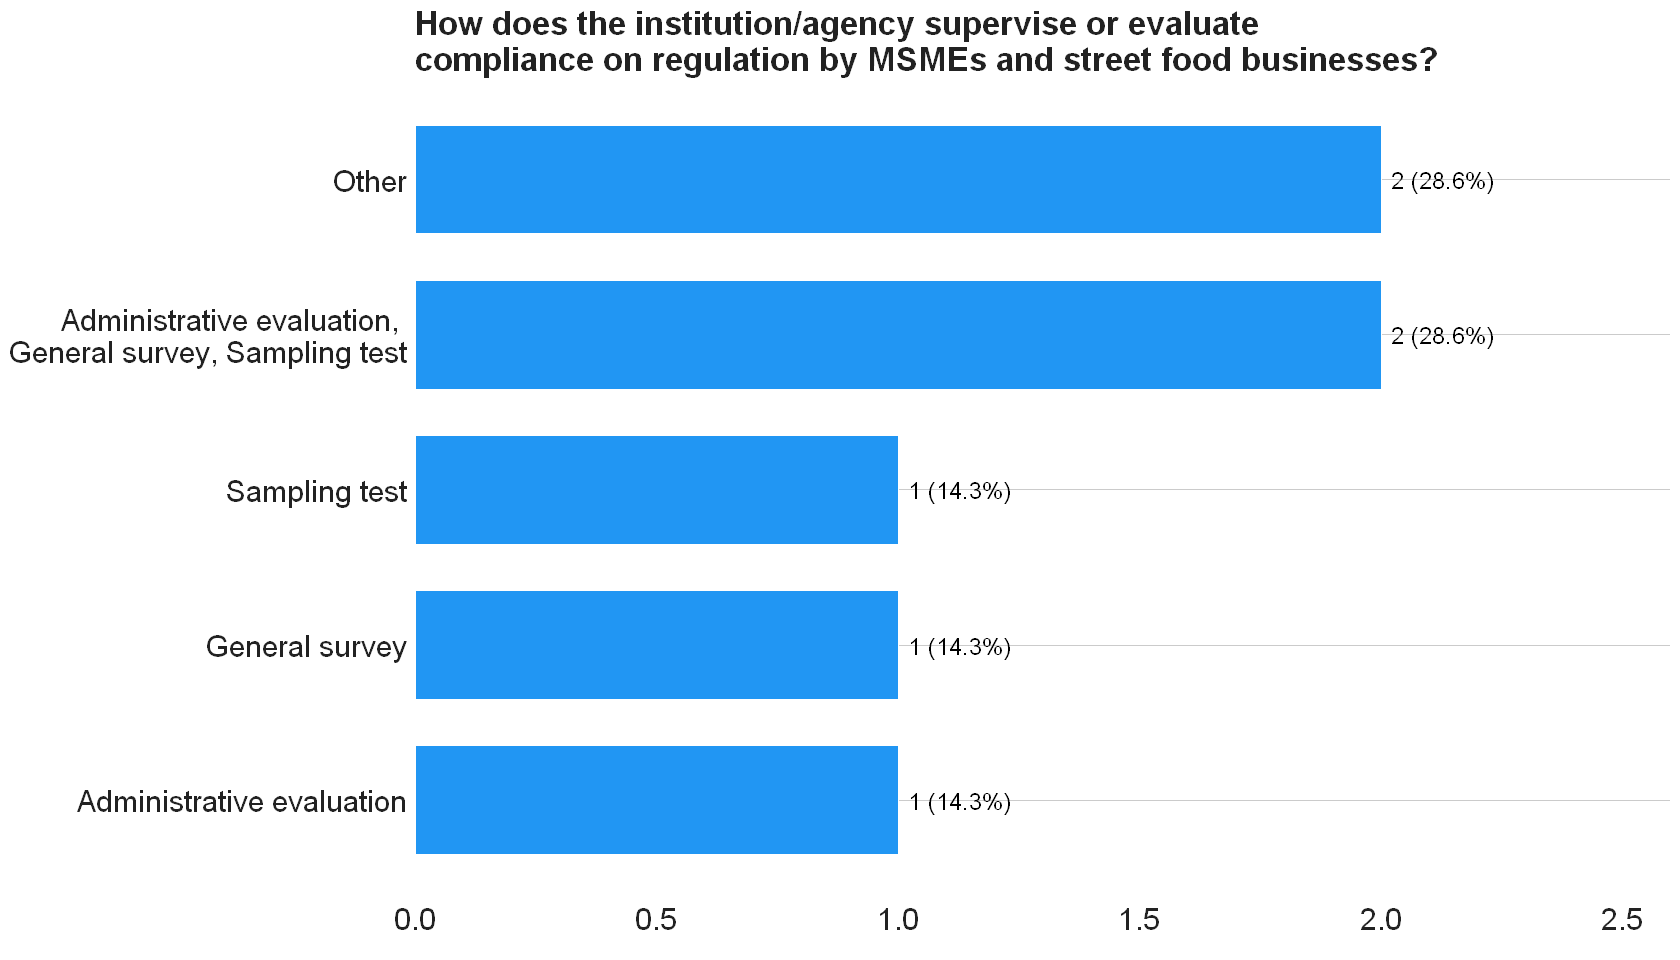 How does the institution/agency supervise or evaluate
compliance on regulation by MSMEs and street food businesses?
Other
2 (28.6%)
Administrative evaluation,
General survey, Sampling test
2 (28.6%)
Sampling test
1 (14.3%)
General survey
1 (14.3%)
Administrative evaluation
1 (14.3%)
0.0 0.5 1.0 1.5 2.0 2.5